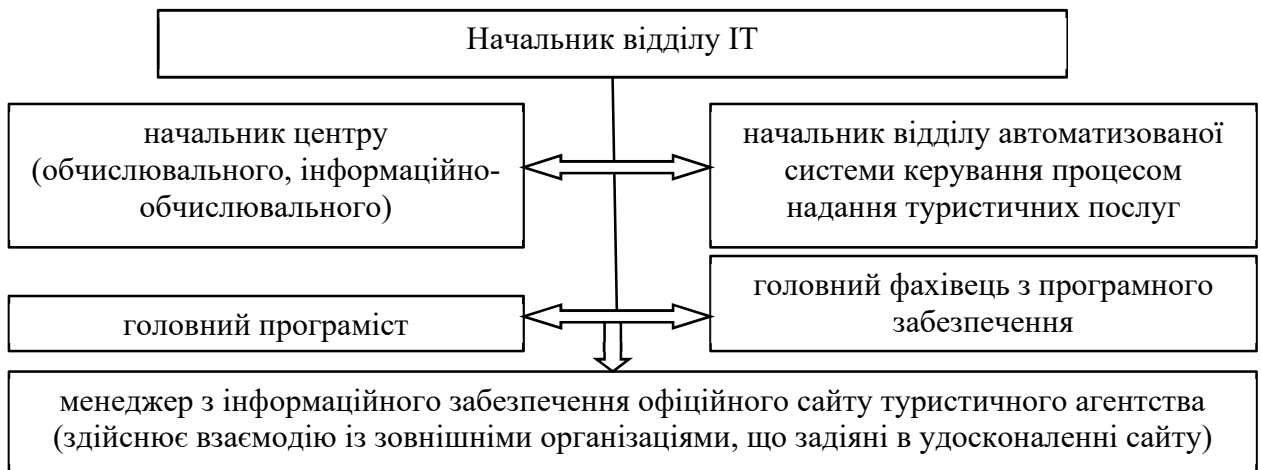 Начальник відділу ІТ
начальник центру
(обчислювального, інформаційно-
обчислювального)
начальник відділу автоматизованої
системи керування процесом
надання туристичних послуг
головний програміст
головний фахівець з програмного
забезпечення
менеджер з інформаційного забезпечення офіційного сайту туристичного агентства
(здійснює взаємодію із зовнішніми організаціями, що задіяні в удосконаленні сайту)